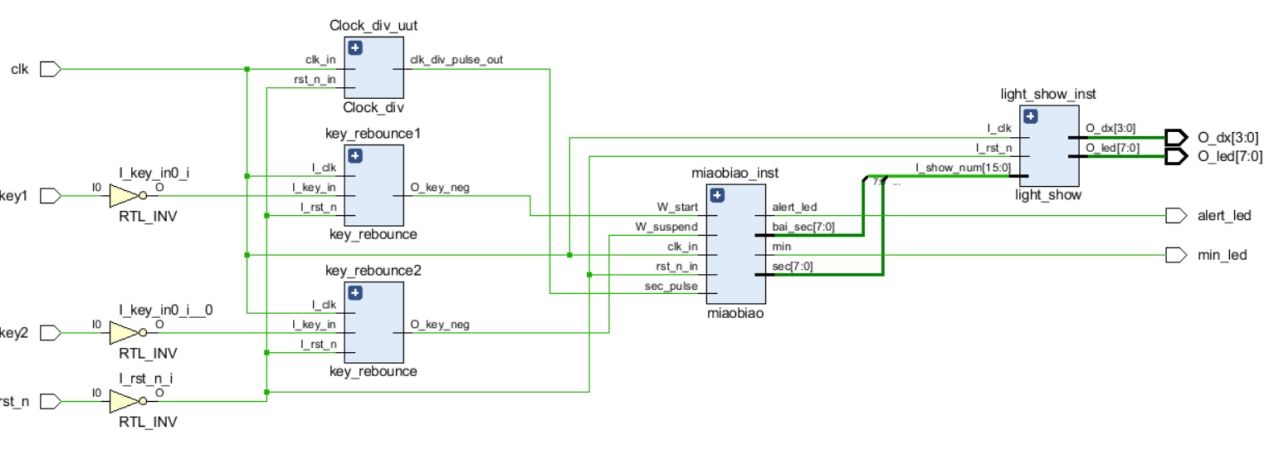 Clock_div_uut
clk
clk_in
clk_div_pulse_out
rst_n_in
Clock_div
key_rebounce1
I_key_in0_i
key1
I0
O
RTL_INV
I_clk
I_key_in
I_rst_n
O_key_neg
key_rebounce
key_rebounce2
I_key_in0_i__0
key2
I0
O
RTL_INV
I_clk
I_key_in
I_rst_n
O_key_neg
key_rebounce
I_rst_n_i
rst_n
I0
O
RTL_INV
miaobiao_inst
W_start
W_suspend
clk_in
rst_n_in
sec_pulse
alert_led
bai_sec[7:0]
min
sec[7:0]
miaobiao
light_show_inst
I_clk
I_rst_n
I_show_num[15:0]
O_dx[3:0]
O_led[7:0]
light_show
O_dx[3:0]
O_led[7:0]
alert_led
min_led